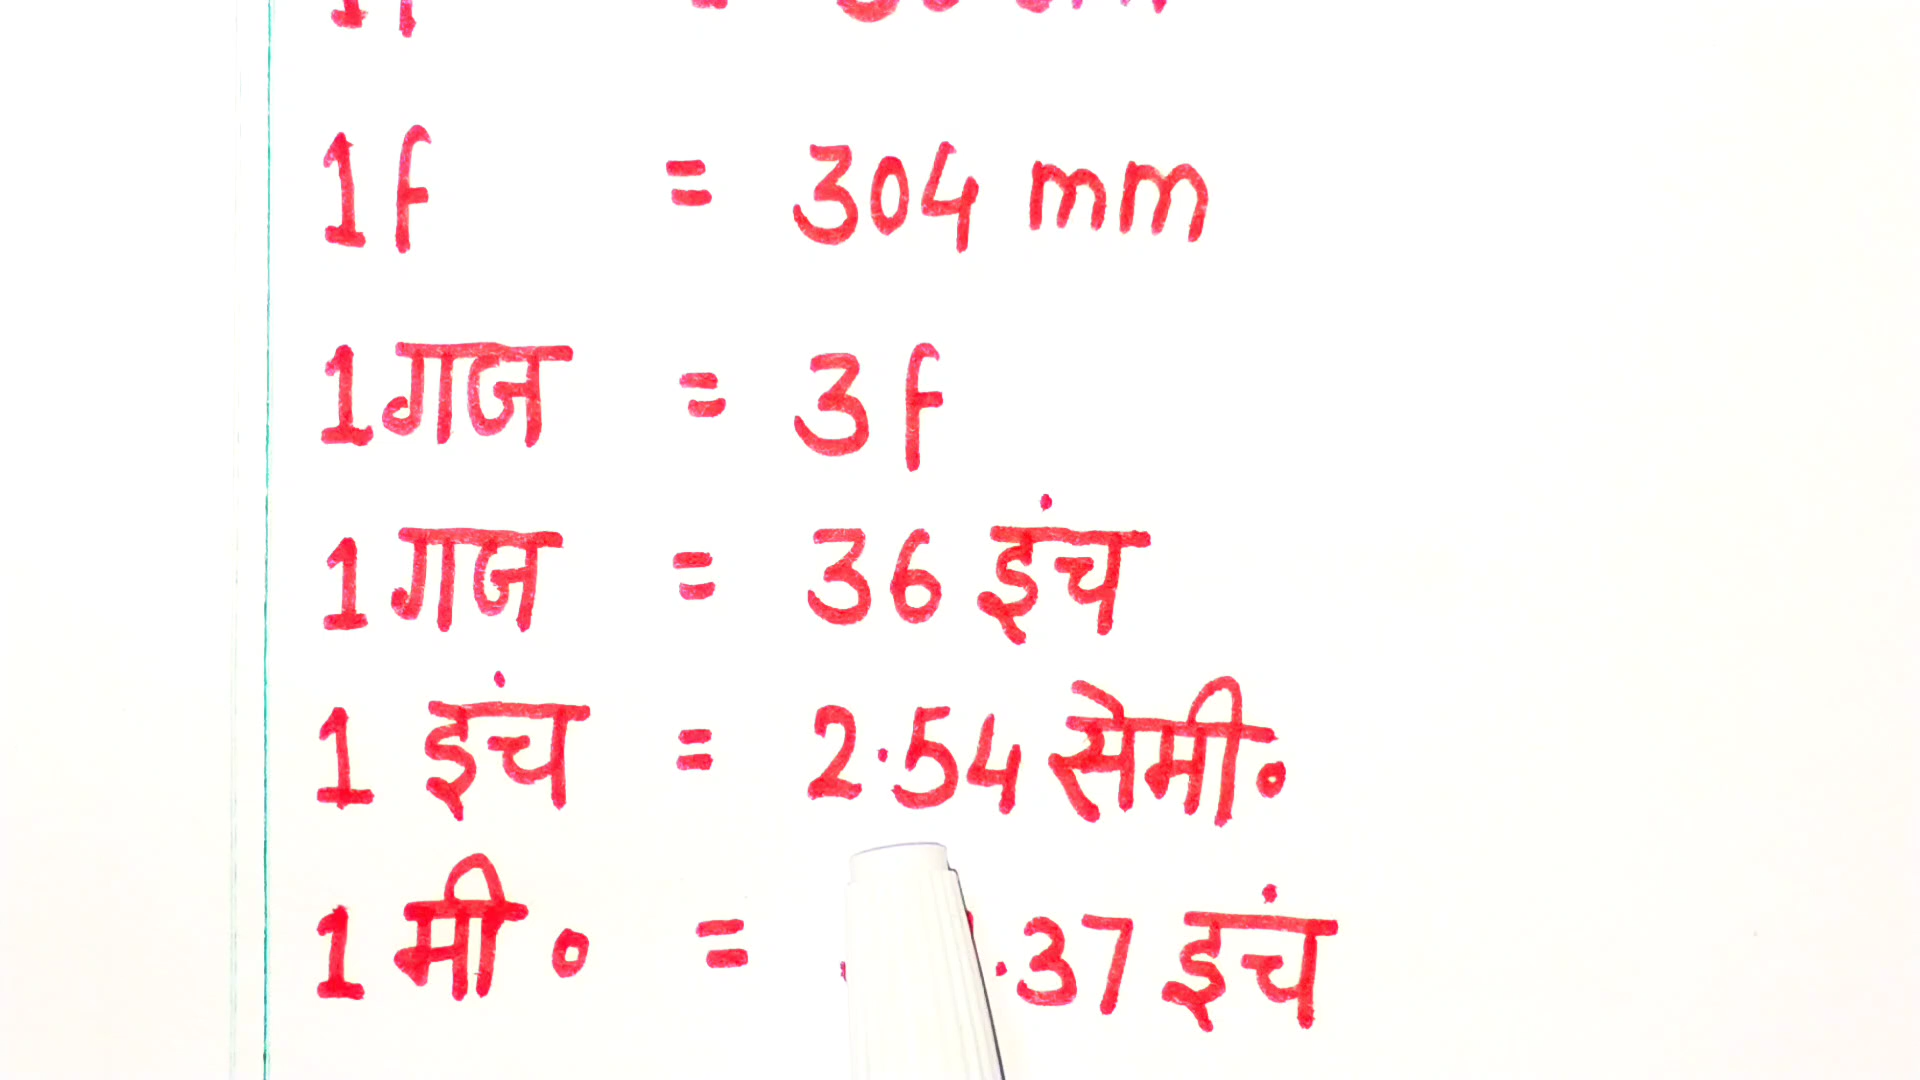 1f = 304 mm
1गज = 3f
1गज = 36 इंच
1 इंच = 2.54 सेमी०
1 मी० = .37 इंच